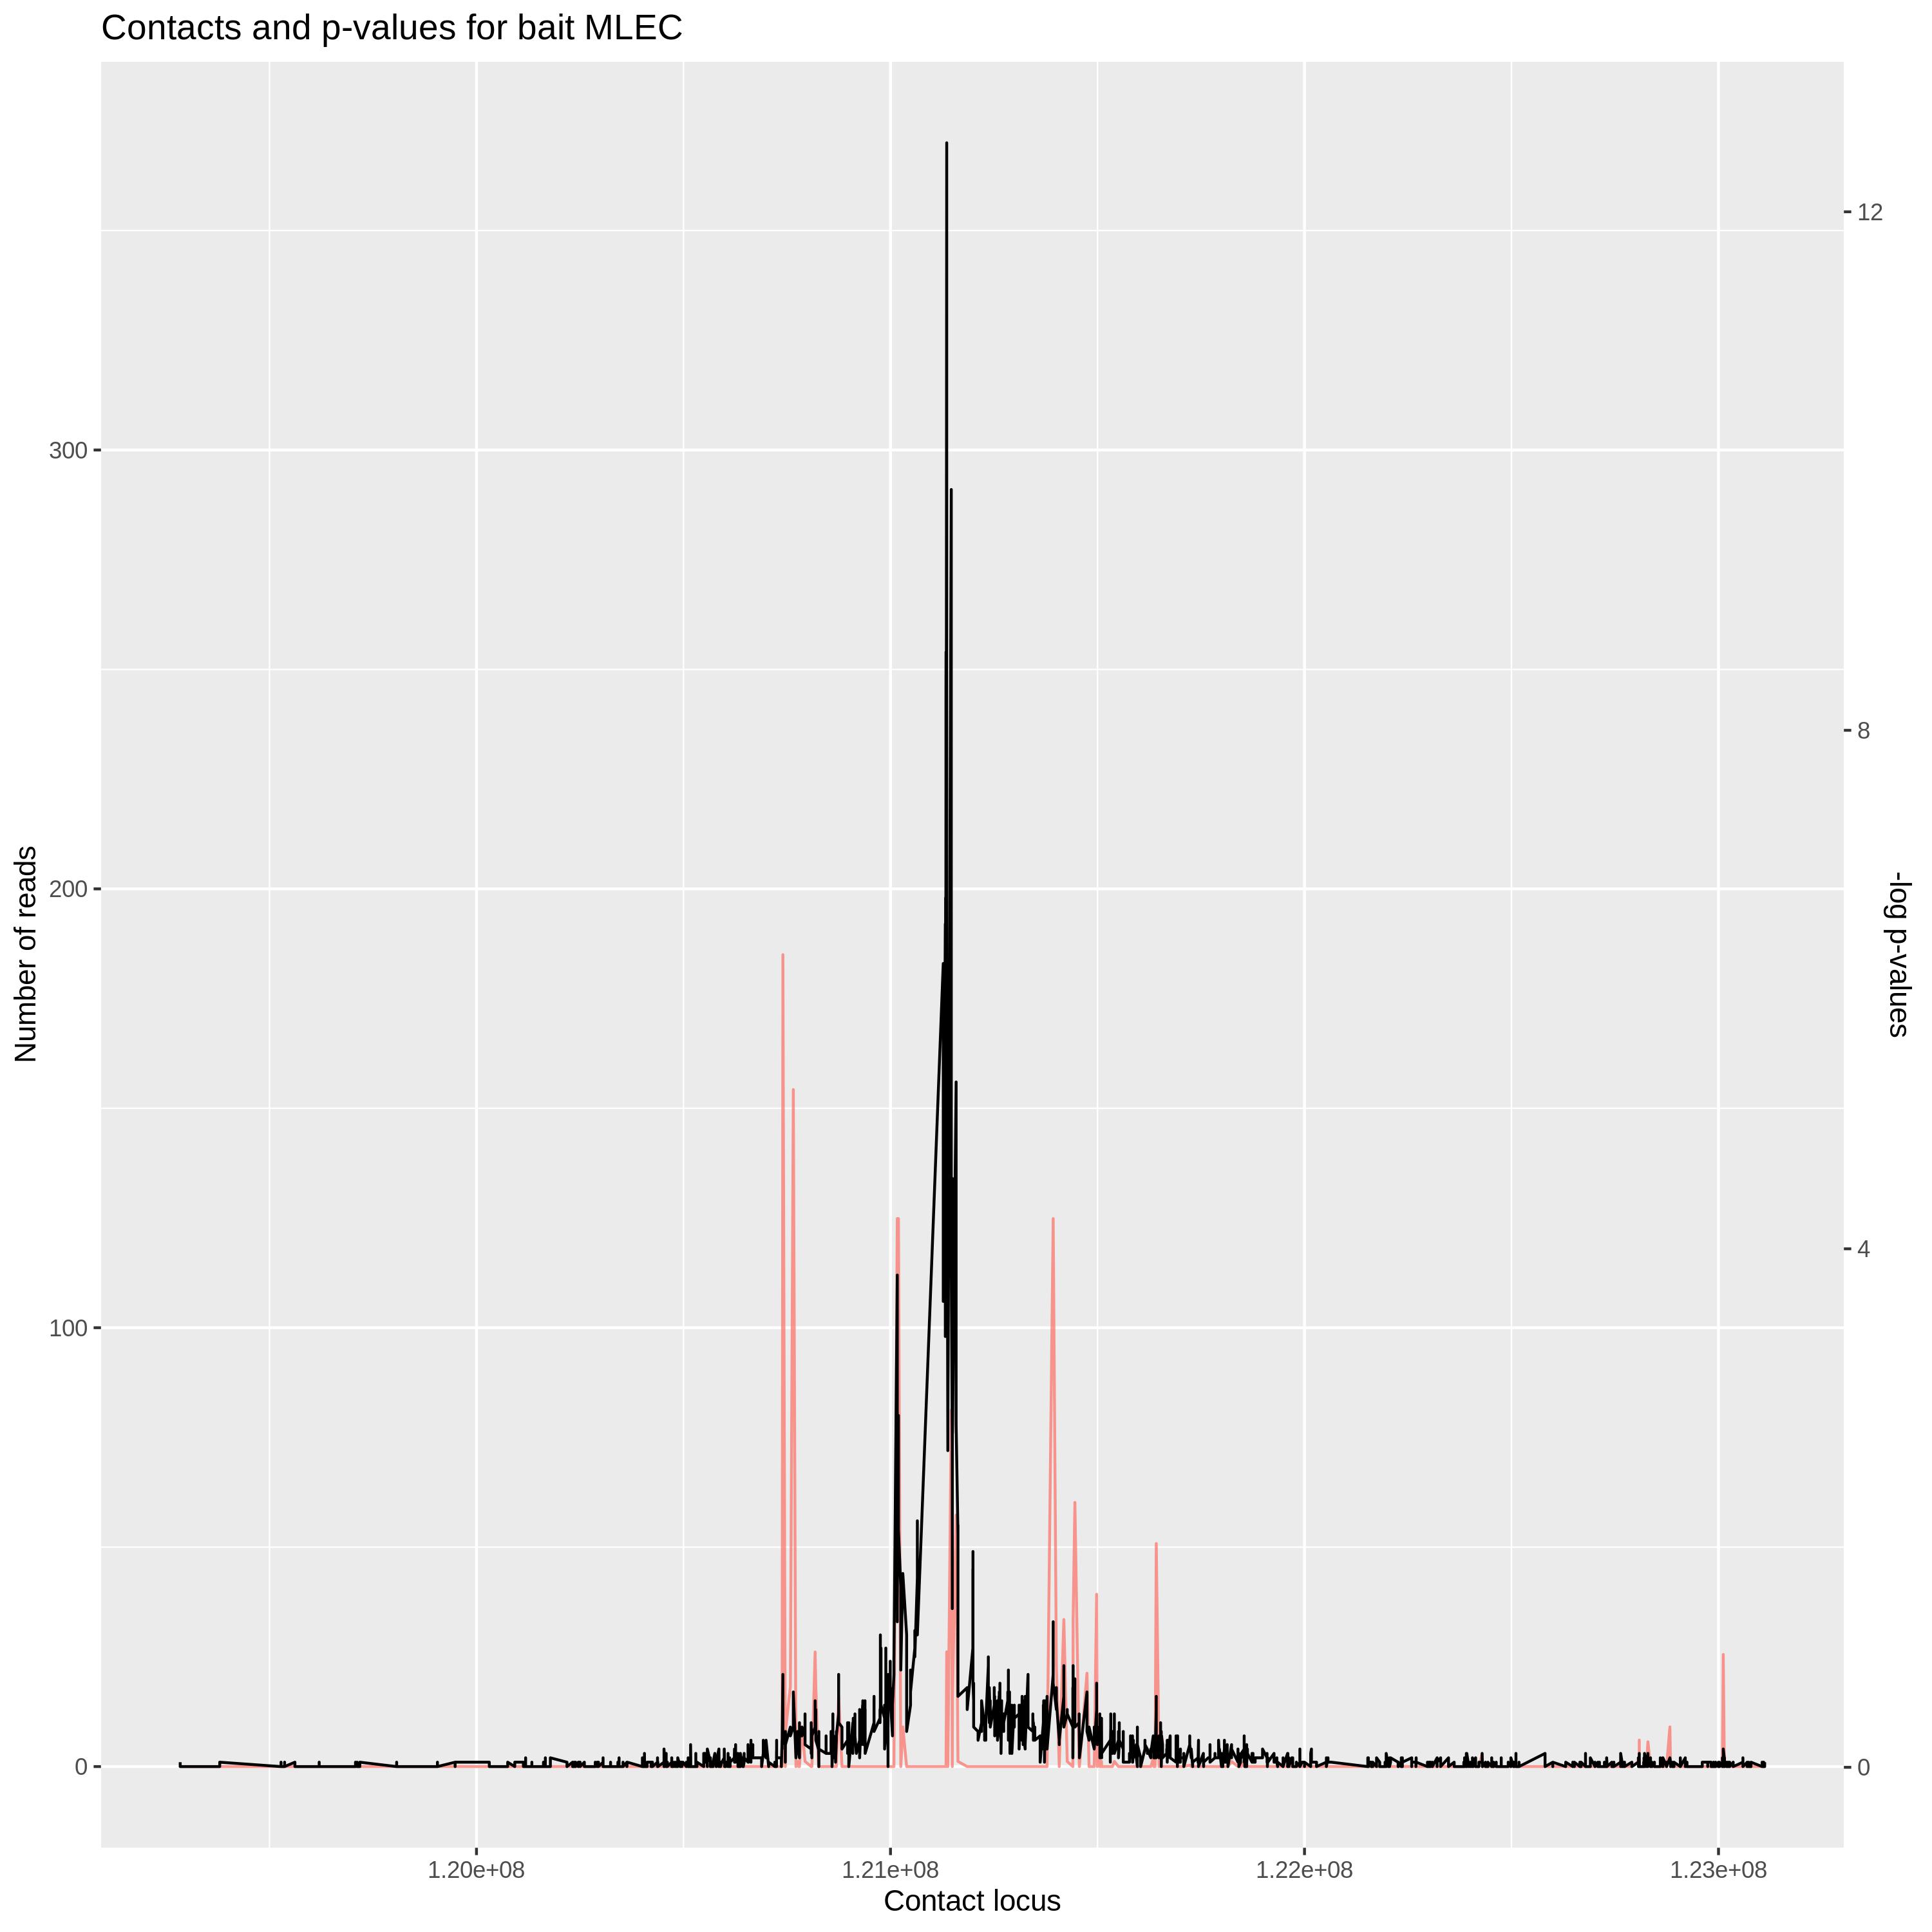 Contacts and p-values for bait MLEC
Number of reads
300
200
100
0
12
8
4
0
-log p-values
1.20e+08
1.21e+08
1.22e+08
1.23e+08
Contact locus